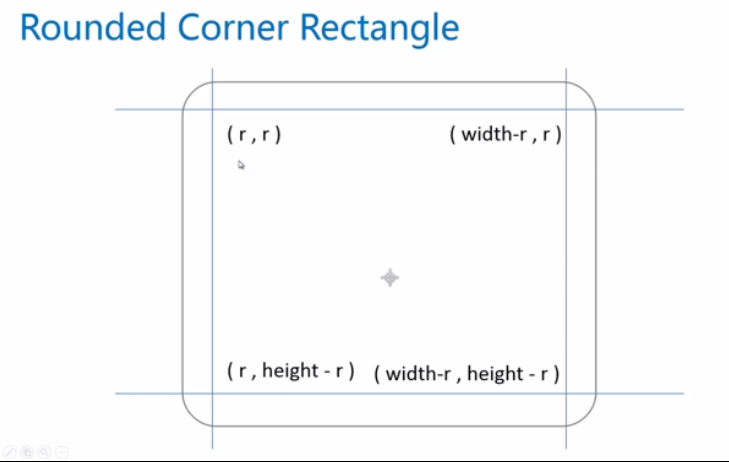 Rounded Corner Rectangle
( r , r )
( width-r , r )
( r , height - r )
( width-r , height - r )